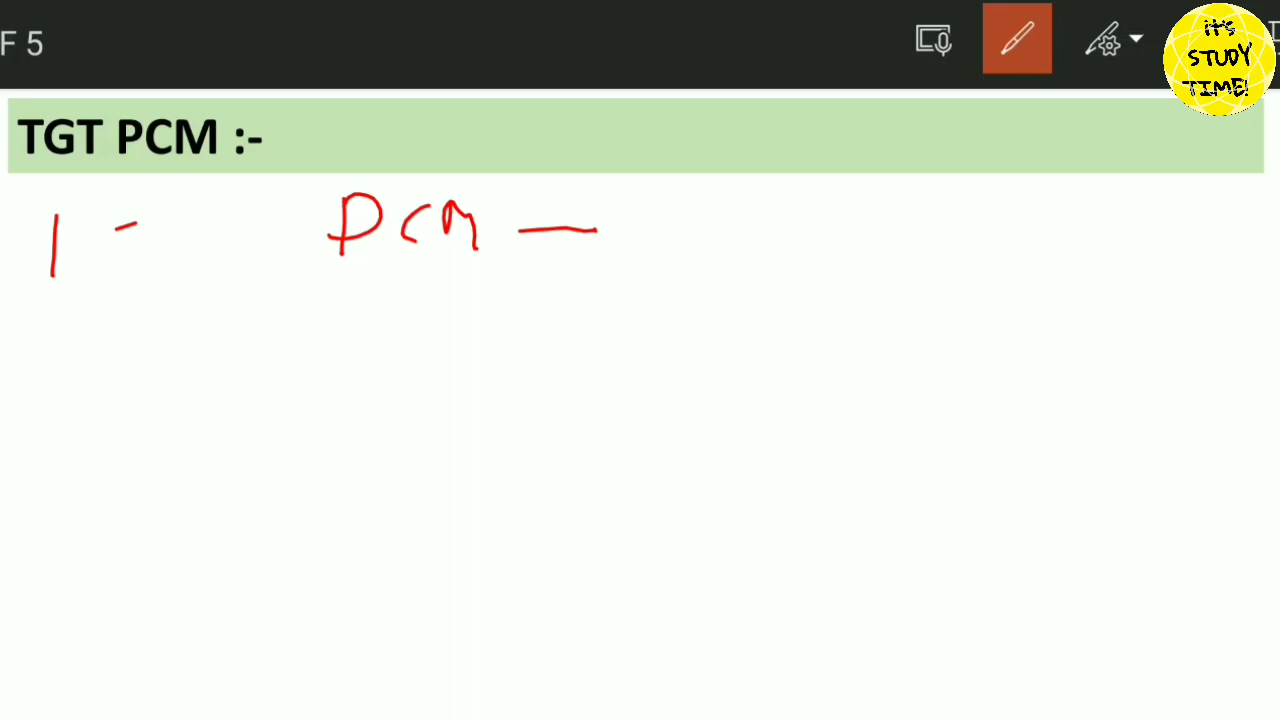 F 5
it's
STUDY
TIME!
TGT PCM :-
1 - PCM —